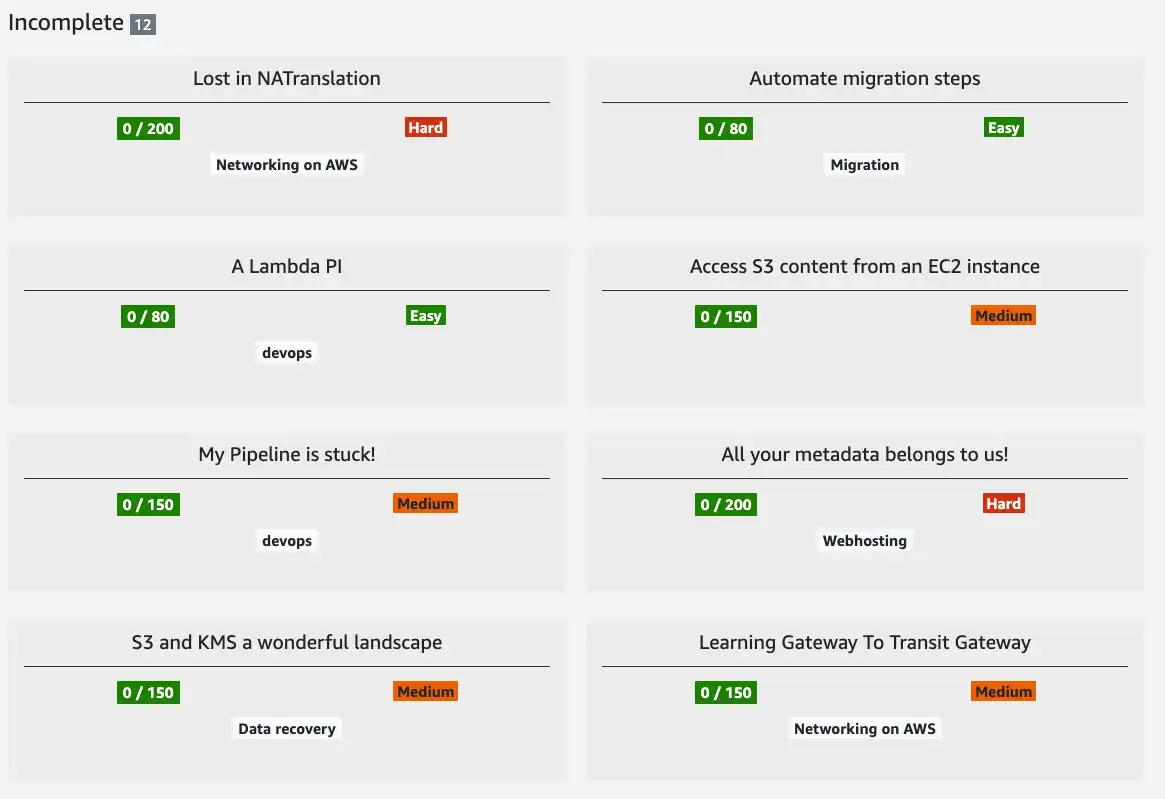 Incomplete 12
Lost in NATranslation
0 / 200 Hard
Networking on AWS
Automate migration steps
0 / 80 Easy
Migration
A Lambda PI
0 / 80 Easy
devops
Access S3 content from an EC2 instance
0 / 150 Medium
My Pipeline is stuck!
0 / 150 Medium
devops
All your metadata belongs to us!
0 / 200 Hard
Webhosting
S3 and KMS a wonderful landscape
0 / 150 Medium
Data recovery
Learning Gateway To Transit Gateway
0 / 150 Medium
Networking on AWS